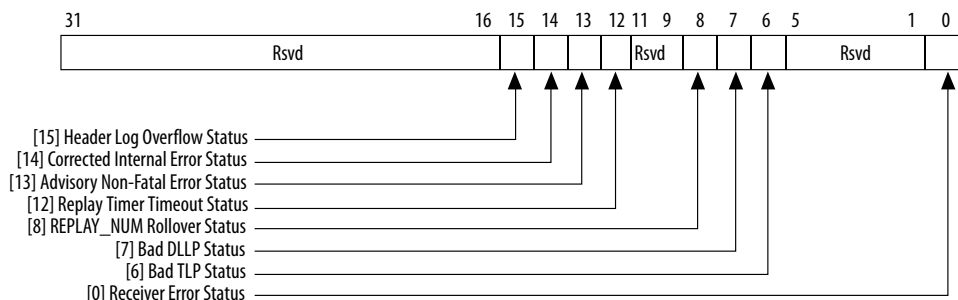 31 16 15 14 13 12 11 9 8 7 6 5 1 0
Rsvd Rsvd Rsvd
[15] Header Log Overflow Status
[14] Corrected Internal Error Status
[13] Advisory Non-Fatal Error Status
[12] Replay Timer Timeout Status
[8] REPLAY_NUM Rollover Status
[7] Bad DLLP Status
[6] Bad TLP Status
[0] Receiver Error Status